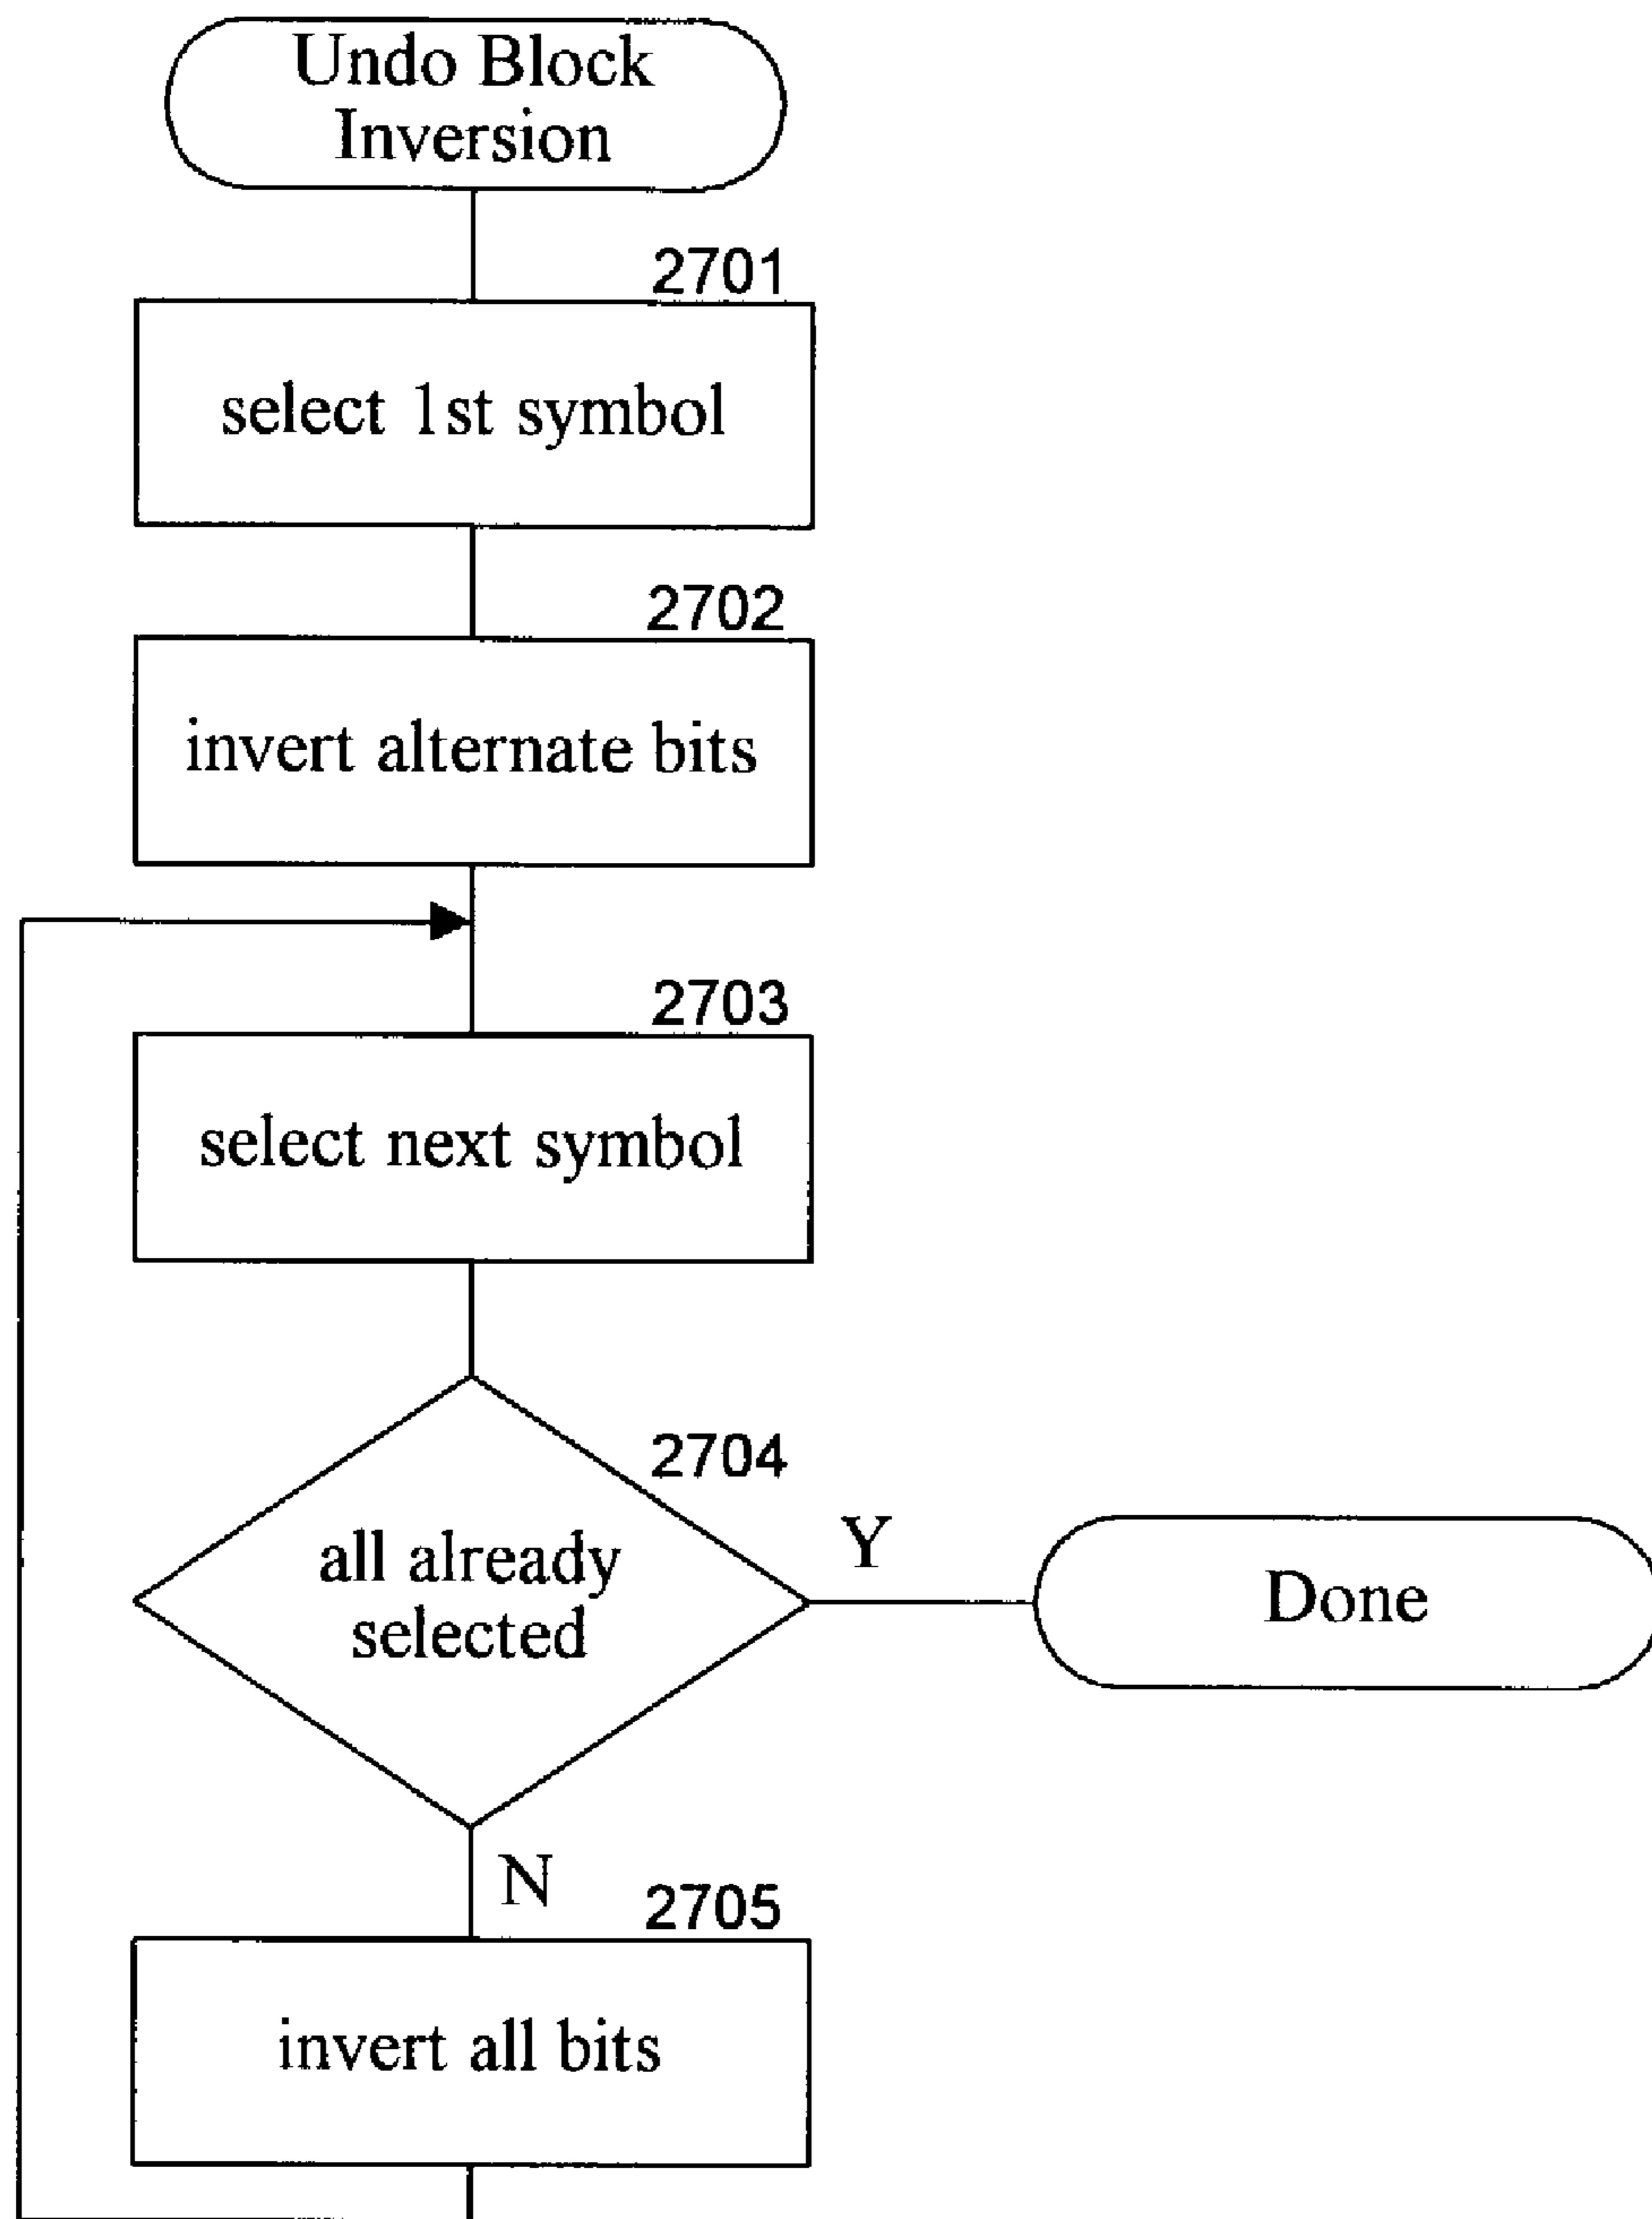 Undo Block
Inversion
2701
select 1st symbol
2702
invert alternate bits
2703
select next symbol
2704
all already
selected
Y
Done
N
2705
invert all bits